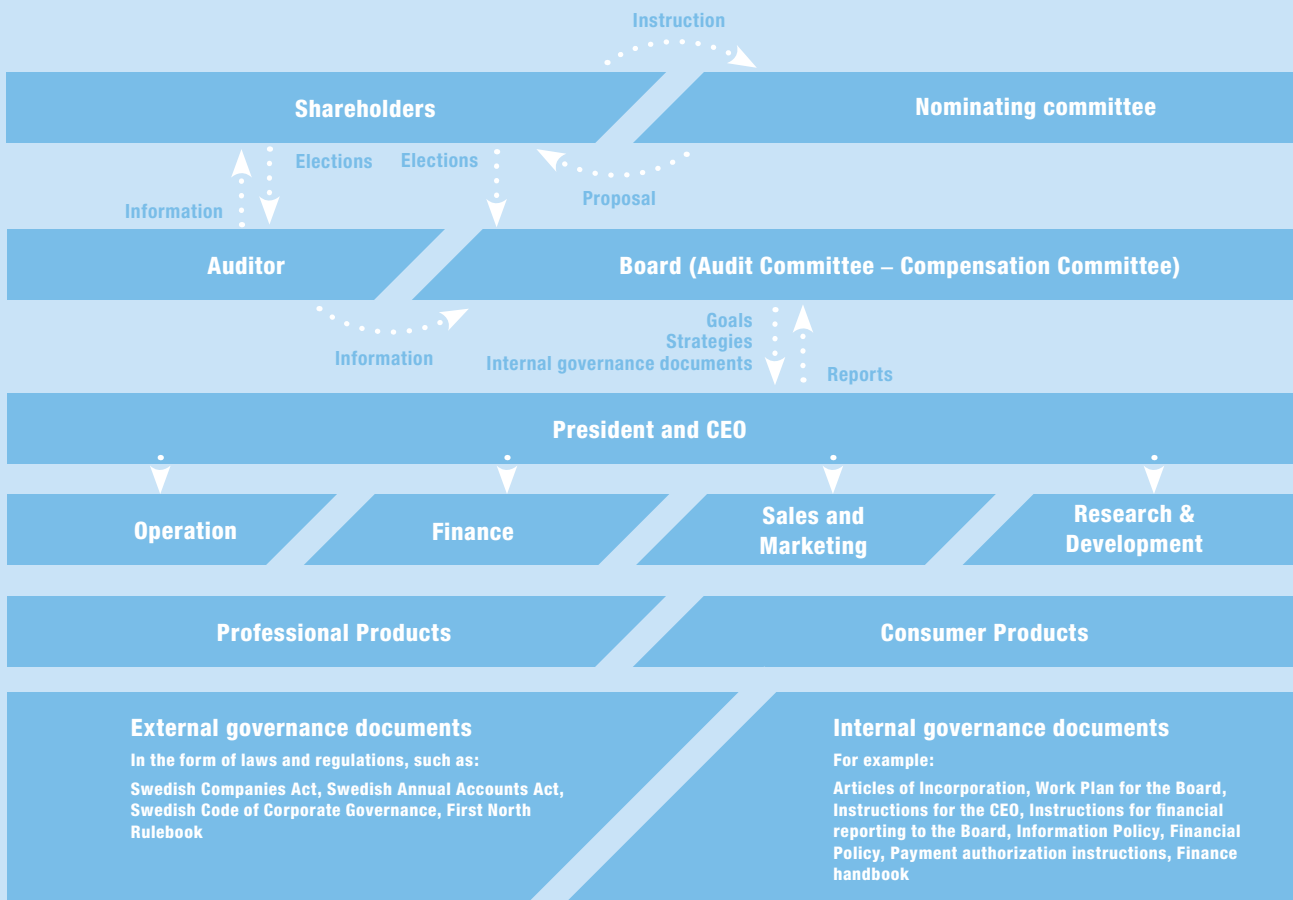 Instruction
Shareholders
Nominating committee
Elections
Elections
Proposal
Information
Auditor
Board (Audit Committee – Compensation Committee)
Information
Goals
Strategies
Internal governance documents
Reports
President and CEO
Operation
Finance
Sales and
Marketing
Research &
Development
Professional Products
Consumer Products
External governance documents
In the form of laws and regulations, such as:
Swedish Companies Act, Swedish Annual Accounts Act,
Swedish Code of Corporate Governance, First North
Rulebook
Internal governance documents
For example:
Articles of Incorporation, Work Plan for the Board,
Instructions for the CEO, Instructions for financial
reporting to the Board, Information Policy, Financial
Policy, Payment authorization instructions, Finance
handbook